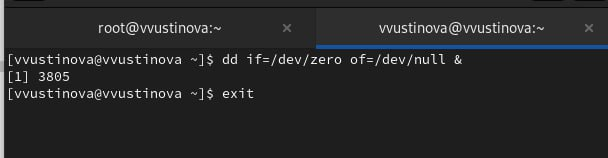 root@vvustinova:~
vvustinova@vvustinova:~
[vvustinova@vvustinova ~]$ dd if=/dev/zero of=/dev/null &
[1] 3805
[vvustinova@vvustinova ~]$ exit